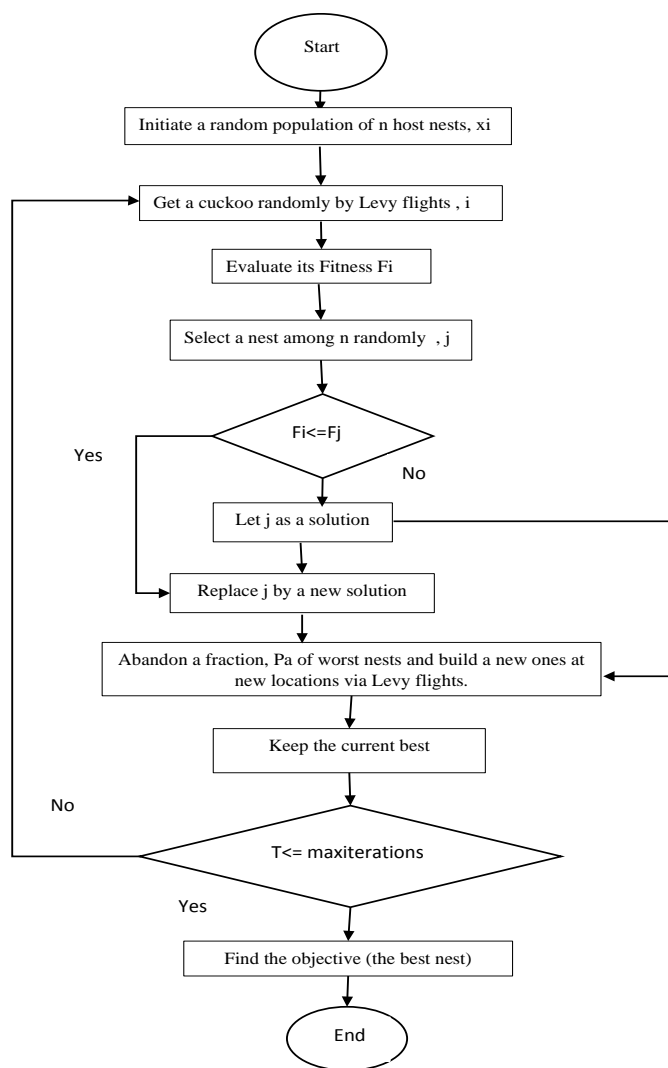 Start
Initiate a random population of n host nests, xi
Get a cuckoo randomly by Levy flights , i
Evaluate its Fitness Fi
Select a nest among n randomly , j
Fi<=Fj
Yes
No
Let j as a solution
Replace j by a new solution
Abandon a fraction, Pa of worst nests and build a new ones at
new locations via Levy flights.
Keep the current best
No
T<= maxiterations
Yes
Find the objective (the best nest)
End